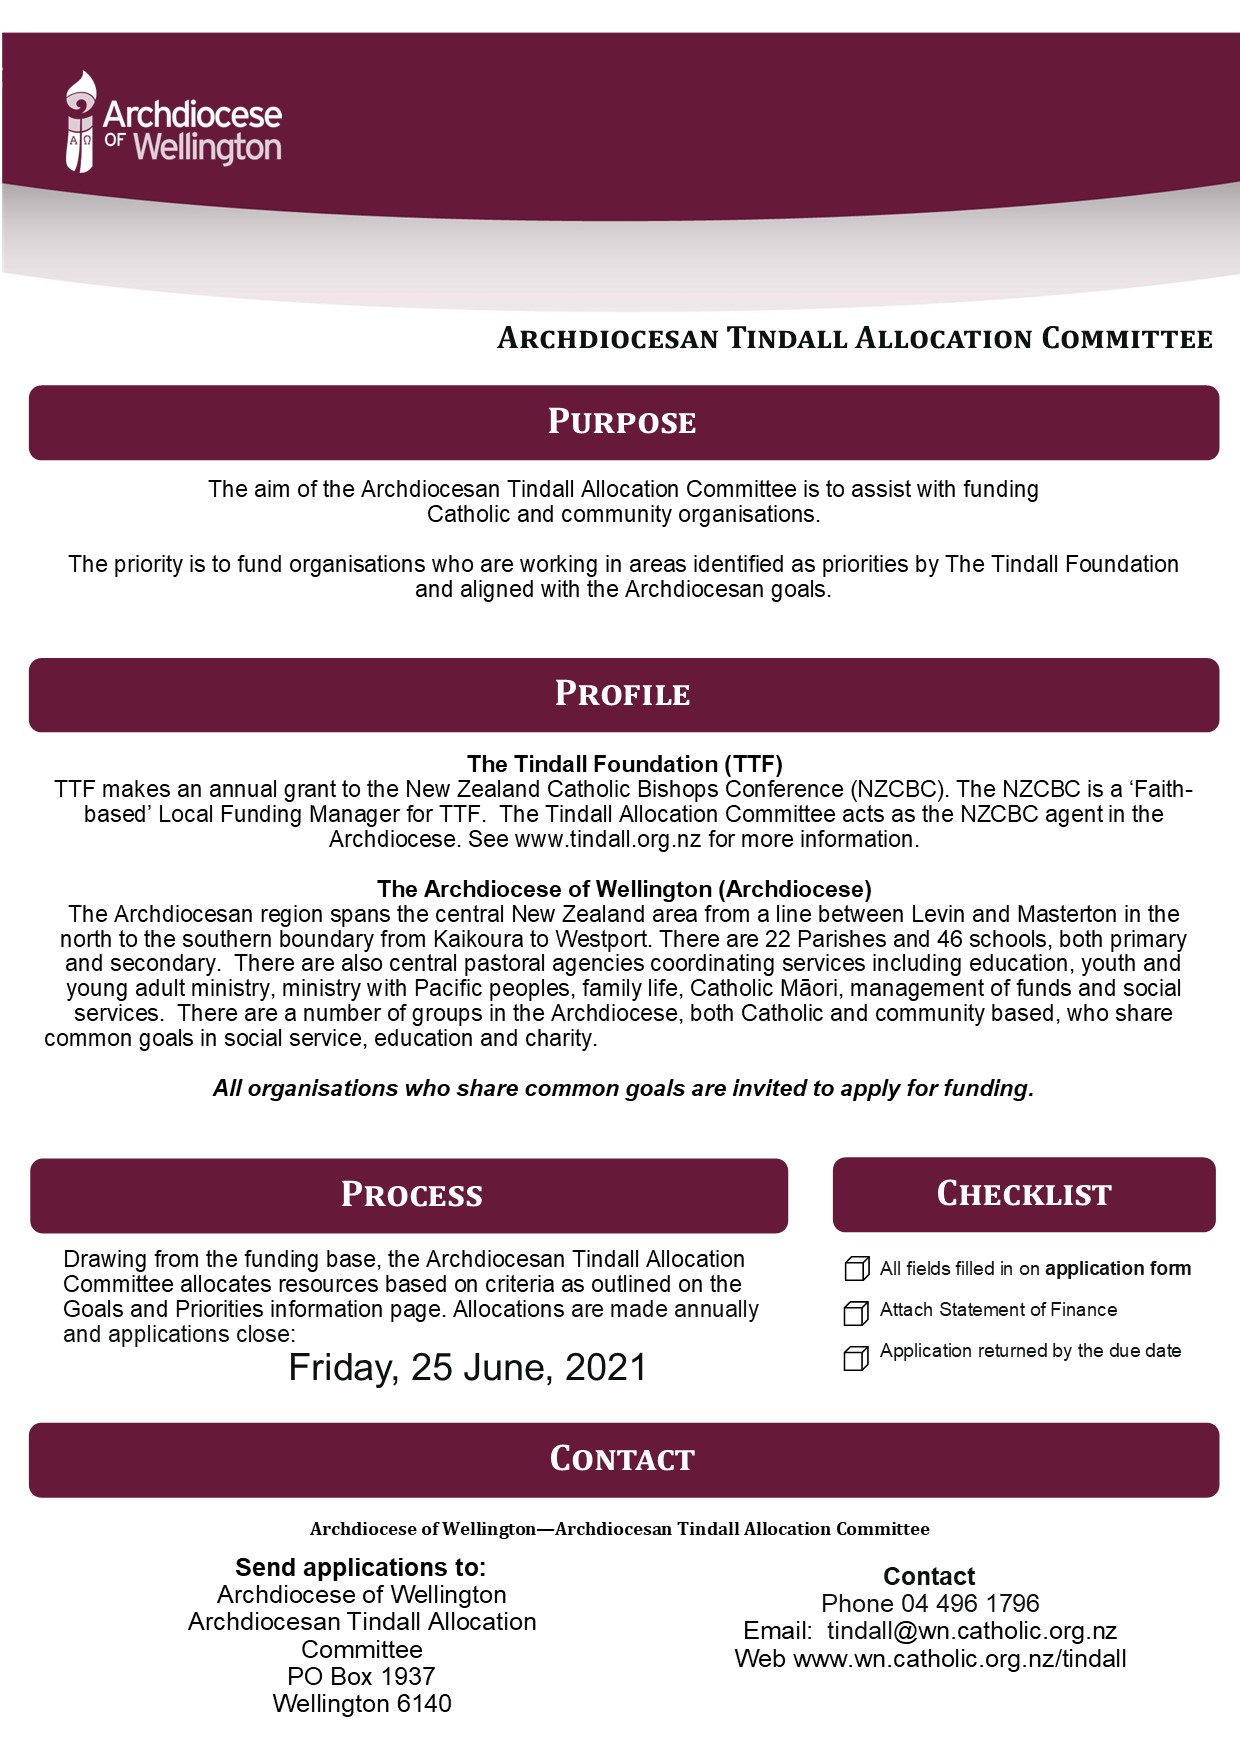 Archdiocese
OF Wellington
Α Ω
ARCHDIOCESAN TINDALL ALLOCATION COMMITTEE
PURPOSE
The aim of the Archdiocesan Tindall Allocation Committee is to assist with funding
Catholic and community organisations.
The priority is to fund organisations who are working in areas identified as priorities by The Tindall Foundation
and aligned with the Archdiocesan goals.
PROFILE
The Tindall Foundation (TTF)
TTF makes an annual grant to the New Zealand Catholic Bishops Conference (NZCBC). The NZCBC is a ‘Faith-
based’ Local Funding Manager for TTF.  The Tindall Allocation Committee acts as the NZCBC agent in the
Archdiocese. See www.tindall.org.nz for more information.
The Archdiocese of Wellington (Archdiocese)
The Archdiocesan region spans the central New Zealand area from a line between Levin and Masterton in the
north to the southern boundary from Kaikoura to Westport. There are 22 Parishes and 46 schools, both primary
and secondary.  There are also central pastoral agencies coordinating services including education, youth and
young adult ministry, ministry with Pacific peoples, family life, Catholic Māori, management of funds and social
services.  There are a number of groups in the Archdiocese, both Catholic and community based, who share
common goals in social service, education and charity.
All organisations who share common goals are invited to apply for funding.
PROCESS
Drawing from the funding base, the Archdiocesan Tindall Allocation
Committee allocates resources based on criteria as outlined on the
Goals and Priorities information page. Allocations are made annually
and applications close:
Friday, 25 June, 2021
CHECKLIST
All fields filled in on application form
Attach Statement of Finance
Application returned by the due date
CONTACT
Archdiocese of Wellington—Archdiocesan Tindall Allocation Committee
Send applications to:
Archdiocese of Wellington
Archdiocesan Tindall Allocation
Committee
PO Box 1937
Wellington 6140
Contact
Phone 04 496 1796
Email:  tindall@wn.catholic.org.nz
Web www.wn.catholic.org.nz/tindall